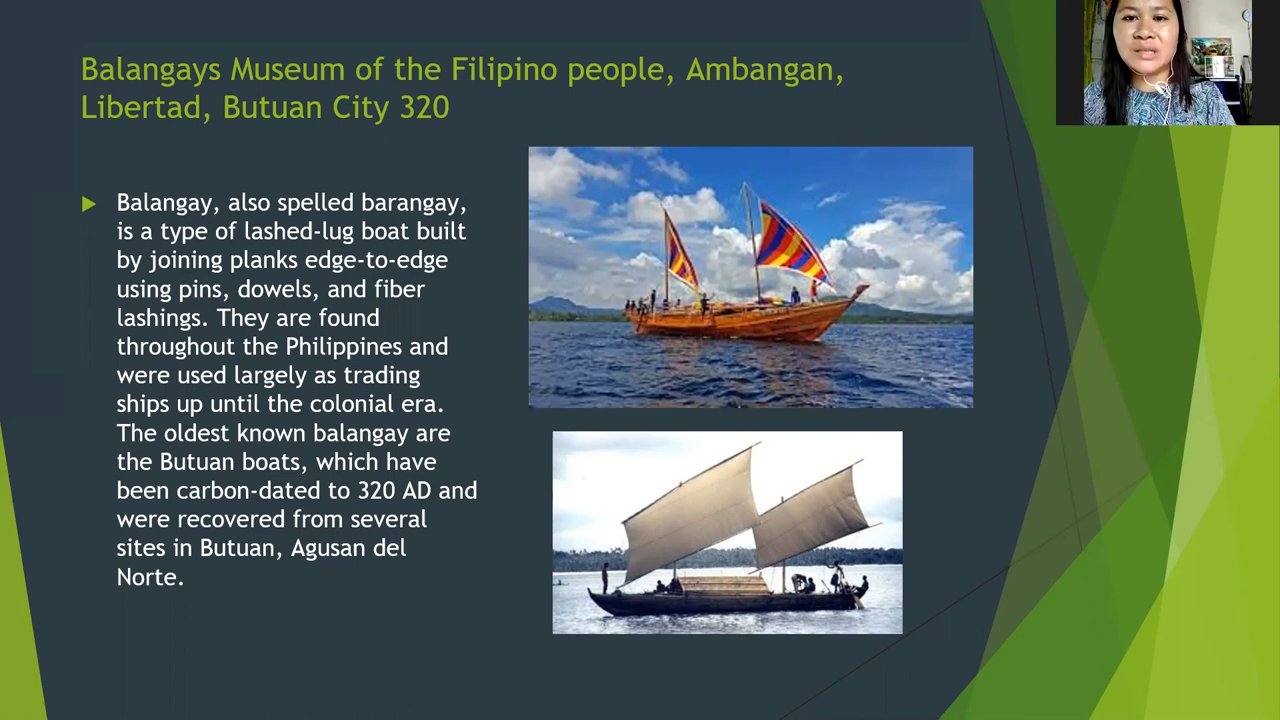 Balangays Museum of the Filipino people, Ambangan,
Libertad, Butuan City 320
Balangay, also spelled barangay,
is a type of lashed-lug boat built
by joining planks edge-to-edge
using pins, dowels, and fiber
lashings. They are found
throughout the Philippines and
were used largely as trading
ships up until the colonial era.
The oldest known balangay are
the Butuan boats, which have
been carbon-dated to 320 AD and
were recovered from several
sites in Butuan, Agusan del
Norte.